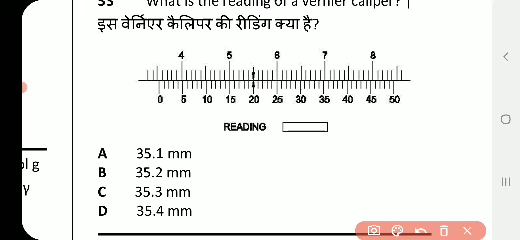 33 What is the reading of a vernier caliper? |
इस वेर्नियर कैलिपर की रीडिंग क्या है?
4 5 6 7 8
0 5 10 15 20 25 30 35 40 45 50
READING
ol g
y
A 35.1 mm
B 35.2 mm
C 35.3 mm
D 35.4 mm